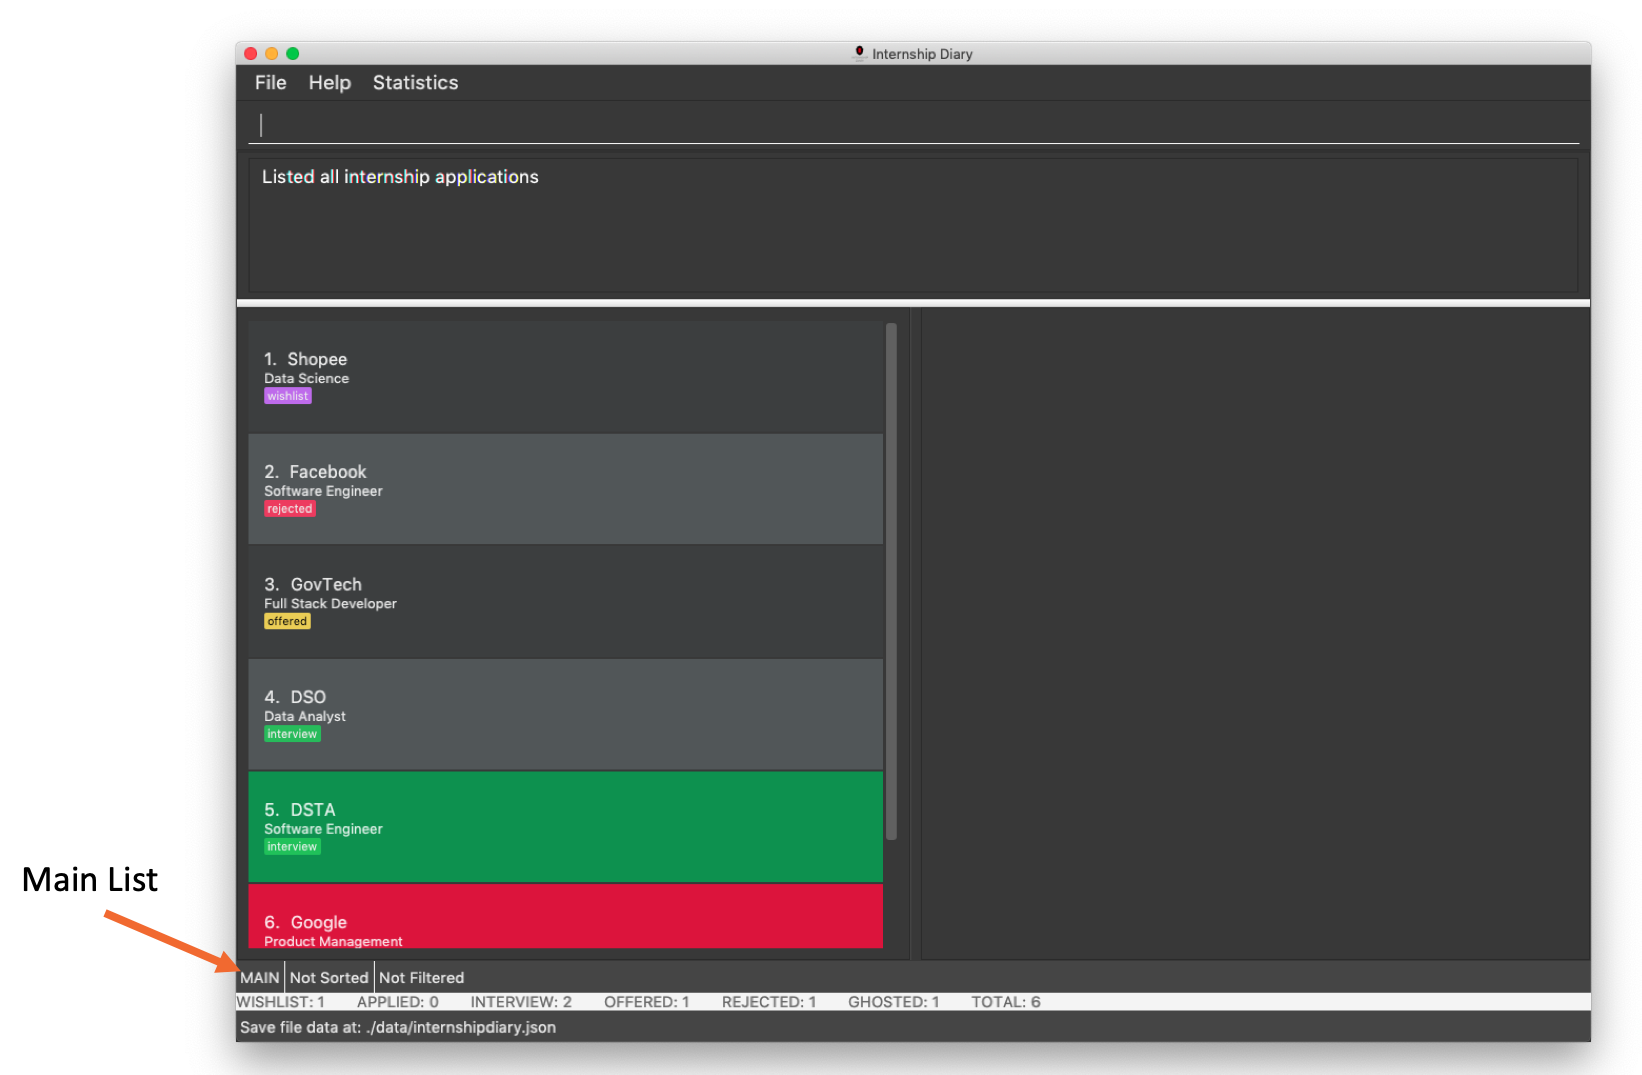 Internship Diary
File Help Statistics
Listed all internship applications
1. Shopee
Data Science
wishlist
2. Facebook
Software Engineer
rejected
3. GovTech
Full Stack Developer
offered
4. DSO
Data Analyst
interview
5. DSTA
Software Engineer
interview
6. Google
Product Management
Main List
MAIN Not Sorted Not Filtered
WISHLIST: 1 APPLIED: 0 INTERVIEW: 2 OFFERED: 1 REJECTED: 1 GHOSTED: 1 TOTAL: 6
Save file data at: ./data/internshipdiary.json